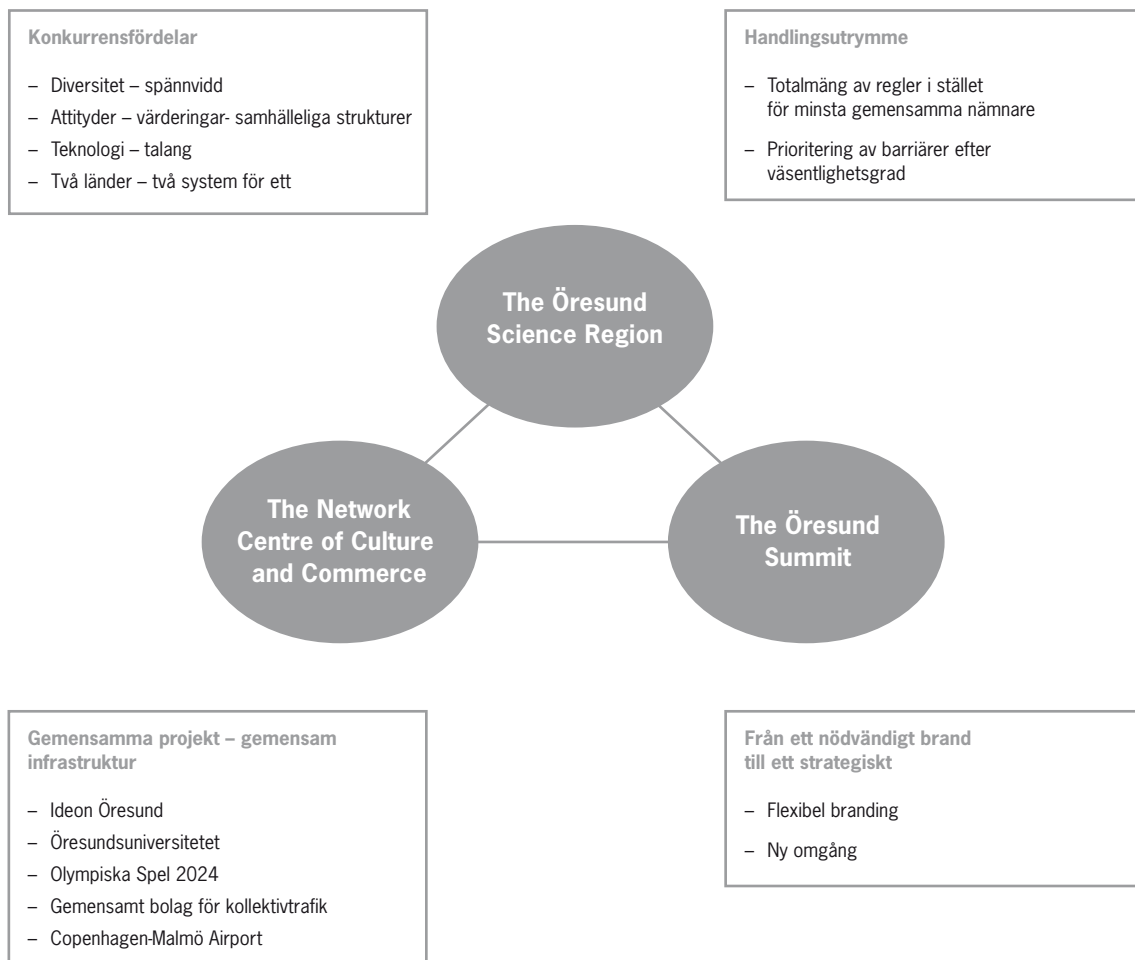 Konkurrensfördelar
– Diversitet – spännvidd
– Attityder – värderingar- samhälleliga strukturer
– Teknologi – talang
– Två länder – två system för ett
Handlingsutrymme
– Totalmäng av regler i stället
för minsta gemensamma nämnare
– Prioritering av barriärer efter
väsentlighetsgrad
The Öresund
Science Region
The Network
Centre of Culture
and Commerce
The Öresund
Summit
Gemensamma projekt – gemensam
infrastruktur
– Ideon Öresund
– Öresundsuniversitetet
– Olympiska Spel 2024
– Gemensamt bolag för kollektivtrafik
– Copenhagen-Malmö Airport
Från ett nödvändigt brand
till ett strategiskt
– Flexibel branding
– Ny omgång